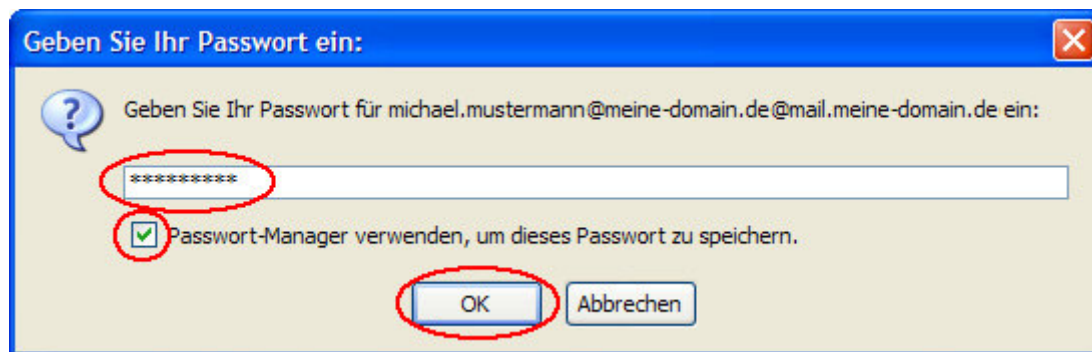 Geben Sie Ihr Passwort ein:
Geben Sie Ihr Passwort für michael.mustermann@meine-domain.de@mail.meine-domain.de ein:
*********
Passwort-Manager verwenden, um dieses Passwort zu speichern.
OK Abbrechen